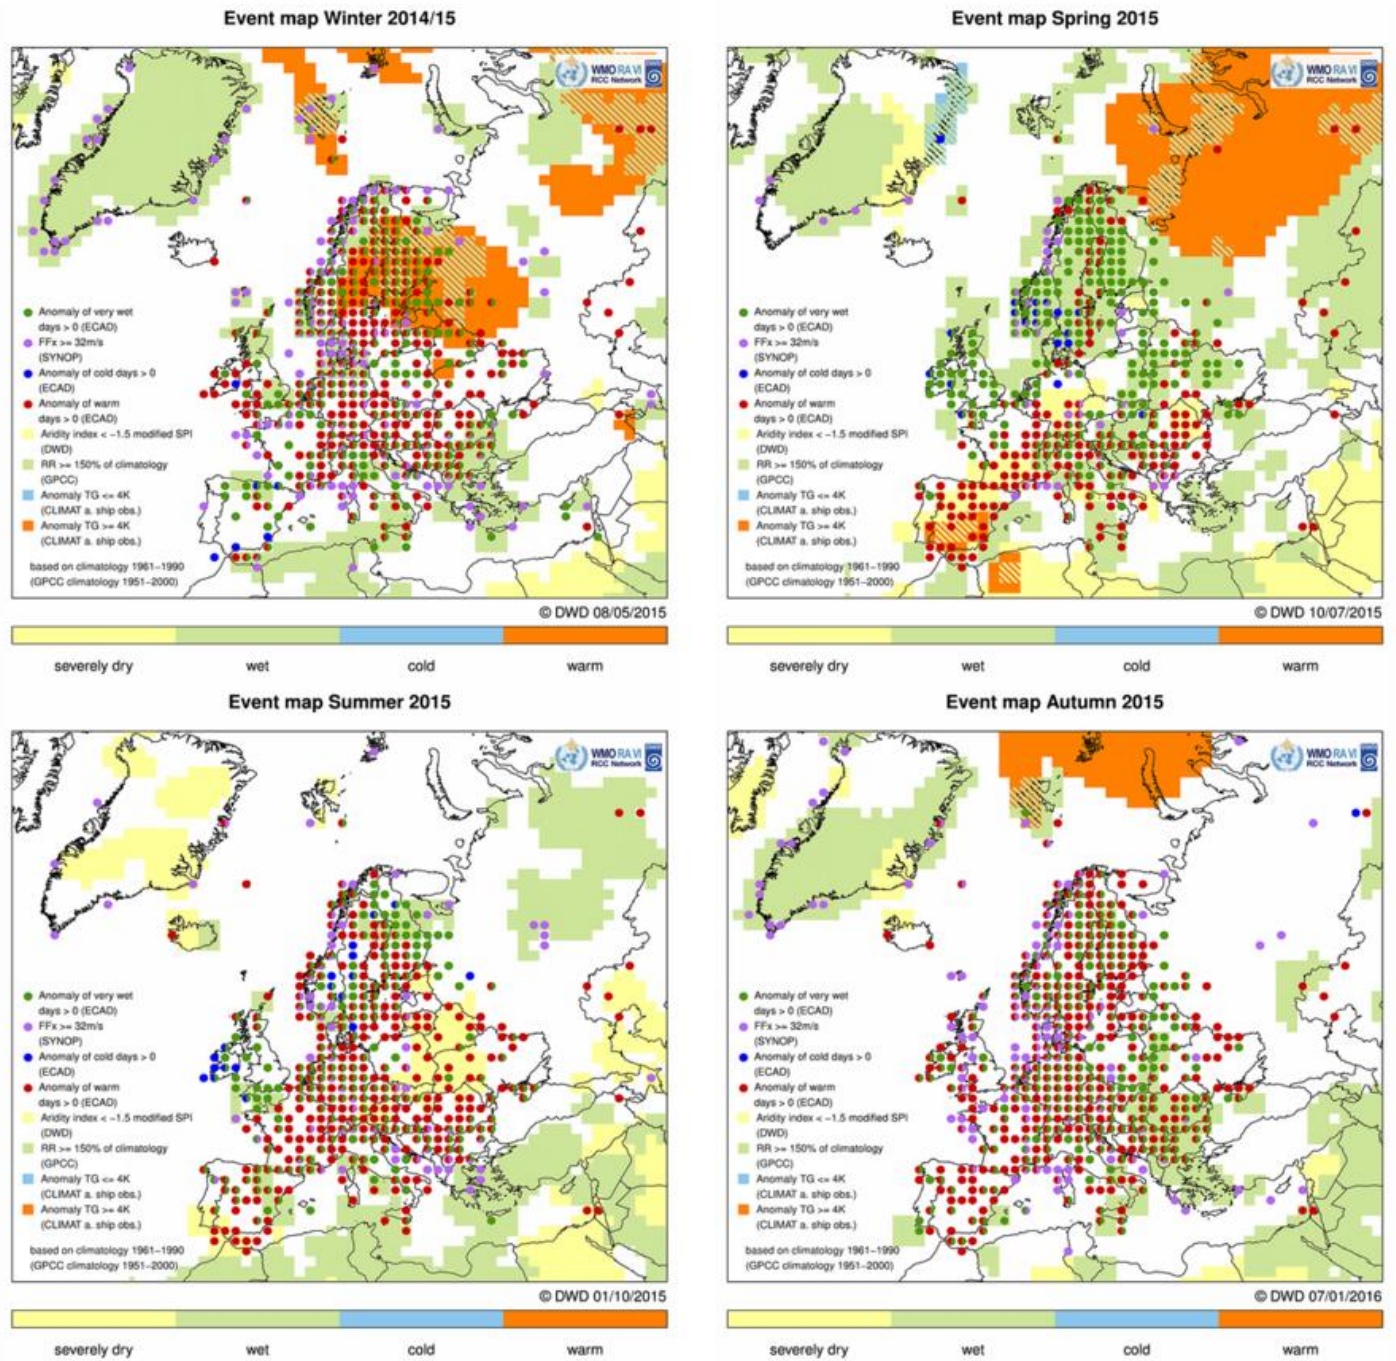 Event map Winter 2014/15
WMO RA VI
RCC Network
Anomaly of very wet
days > 0 (ECAD)
FFx >= 32m/s
(SYNOP)
Anomaly of cold days > 0
(ECAD)
Anomaly of warm
days > 0 (ECAD)
Aridity index < −1.5 modified SPI
(DWD)
RR >= 150% of climatology
(GPCC)
Anomaly TG <= 4K
(CLIMAT a. ship obs.)
Anomaly TG >= 4K
(CLIMAT a. ship obs.)
based on climatology 1961−1990
(GPCC climatology 1951−2000)
© DWD 08/05/2015
severely dry wet cold warm
Event map Spring 2015
WMO RA VI
RCC Network
Anomaly of very wet
days > 0 (ECAD)
FFx >= 32m/s
(SYNOP)
Anomaly of cold days > 0
(ECAD)
Anomaly of warm
days > 0 (ECAD)
Aridity index < −1.5 modified SPI
(DWD)
RR >= 150% of climatology
(GPCC)
Anomaly TG <= 4K
(CLIMAT a. ship obs.)
Anomaly TG >= 4K
(CLIMAT a. ship obs.)
based on climatology 1961−1990
(GPCC climatology 1951−2000)
© DWD 10/07/2015
severely dry wet cold warm
Event map Summer 2015
WMO RA VI
RCC Network
Anomaly of very wet
days > 0 (ECAD)
FFx >= 32m/s
(SYNOP)
Anomaly of cold days > 0
(ECAD)
Anomaly of warm
days > 0 (ECAD)
Aridity index < −1.5 modified SPI
(DWD)
RR >= 150% of climatology
(GPCC)
Anomaly TG <= 4K
(CLIMAT a. ship obs.)
Anomaly TG >= 4K
(CLIMAT a. ship obs.)
based on climatology 1961−1990
(GPCC climatology 1951−2000)
© DWD 01/10/2015
severely dry wet cold warm
Event map Autumn 2015
WMO RA VI
RCC Network
Anomaly of very wet
days > 0 (ECAD)
FFx >= 32m/s
(SYNOP)
Anomaly of cold days > 0
(ECAD)
Anomaly of warm
days > 0 (ECAD)
Aridity index < −1.5 modified SPI
(DWD)
RR >= 150% of climatology
(GPCC)
Anomaly TG <= 4K
(CLIMAT a. ship obs.)
Anomaly TG >= 4K
(CLIMAT a. ship obs.)
based on climatology 1961−1990
(GPCC climatology 1951−2000)
© DWD 07/01/2016
severely dry wet cold warm